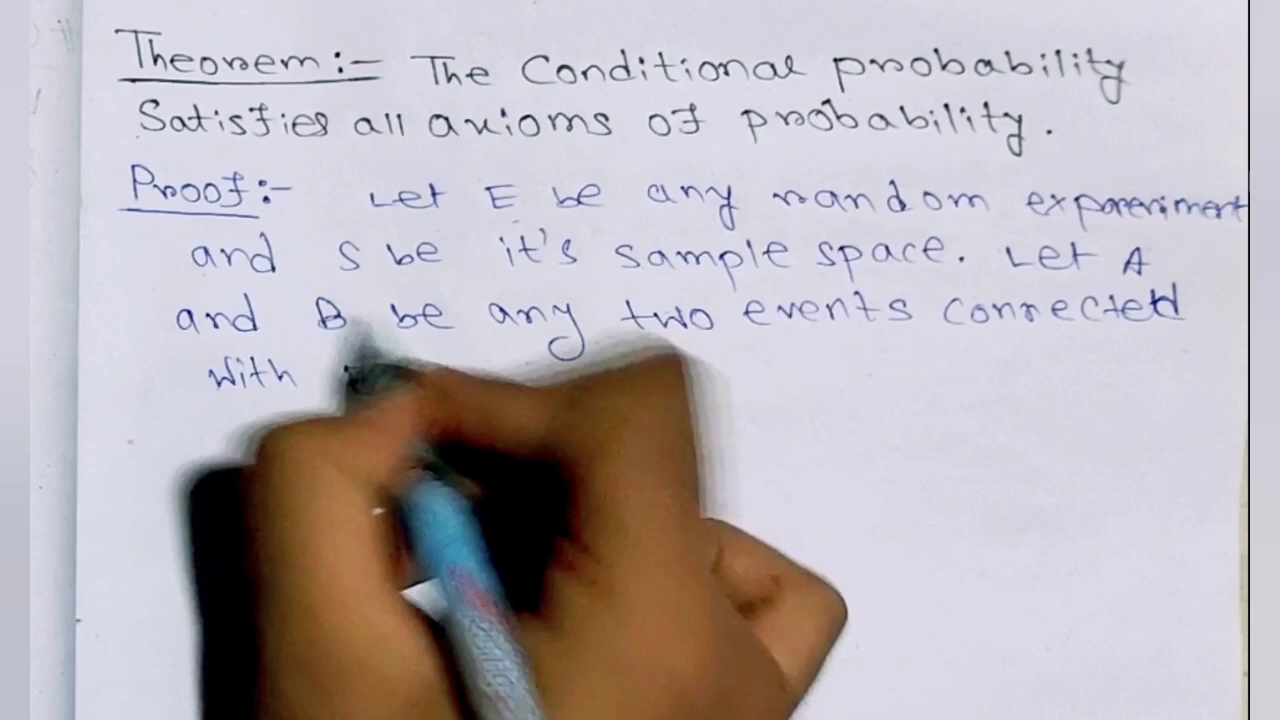 Theorem:- The Conditional probability
Satisfies all axioms of probability.
Proof:- Let E be any random exporeriment
and S be it's sample space. Let A
and B be any two events connected
with